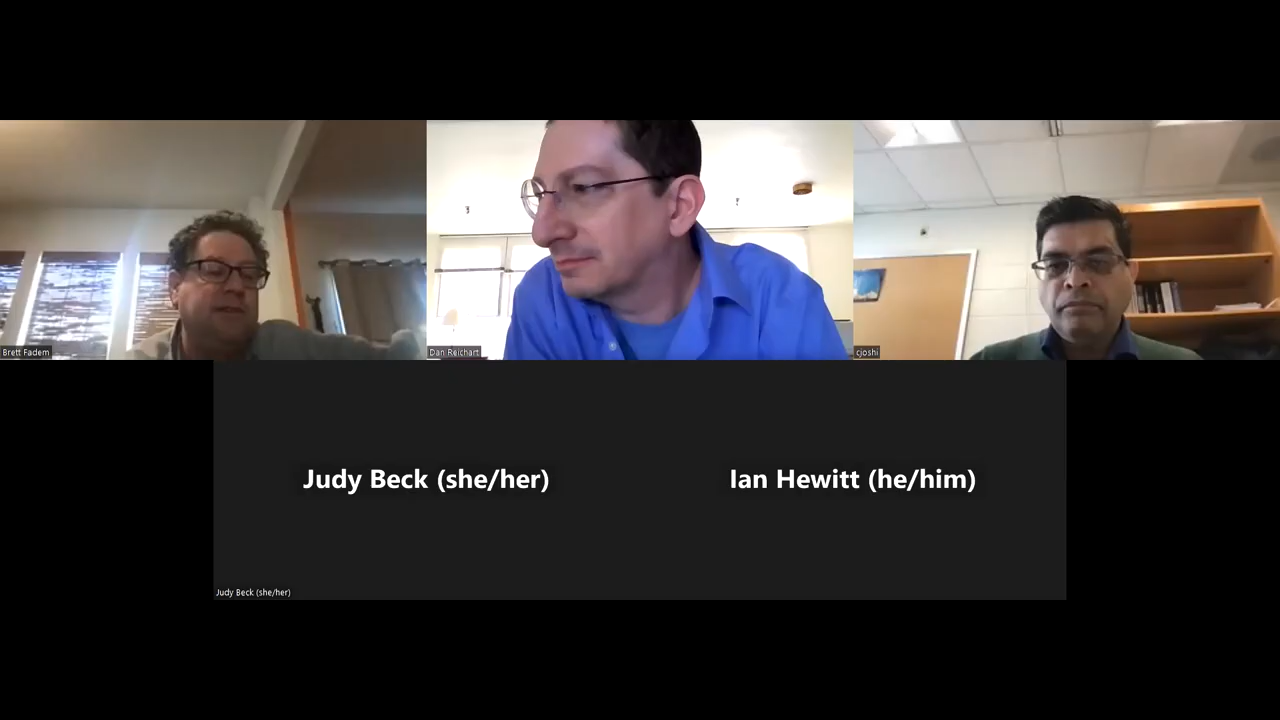 Brett Fadem
Dan Reichart
cjoshi
Judy Beck (she/her)
Ian Hewitt (he/him)
Judy Beck (she/her)